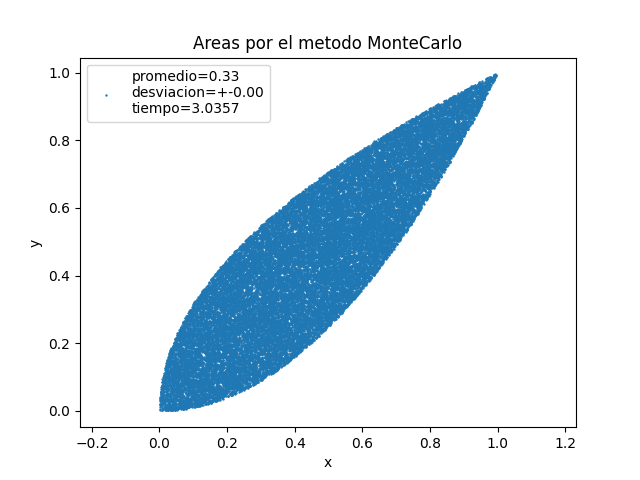 Areas por el metodo MonteCarlo
promedio=0.33
desviacion=+-0.00
tiempo=3.0357
1.0
0.8
0.6
0.4
0.2
0.0
y
−0.2
0.0
0.2
0.4
0.6
0.8
1.0
1.2
x